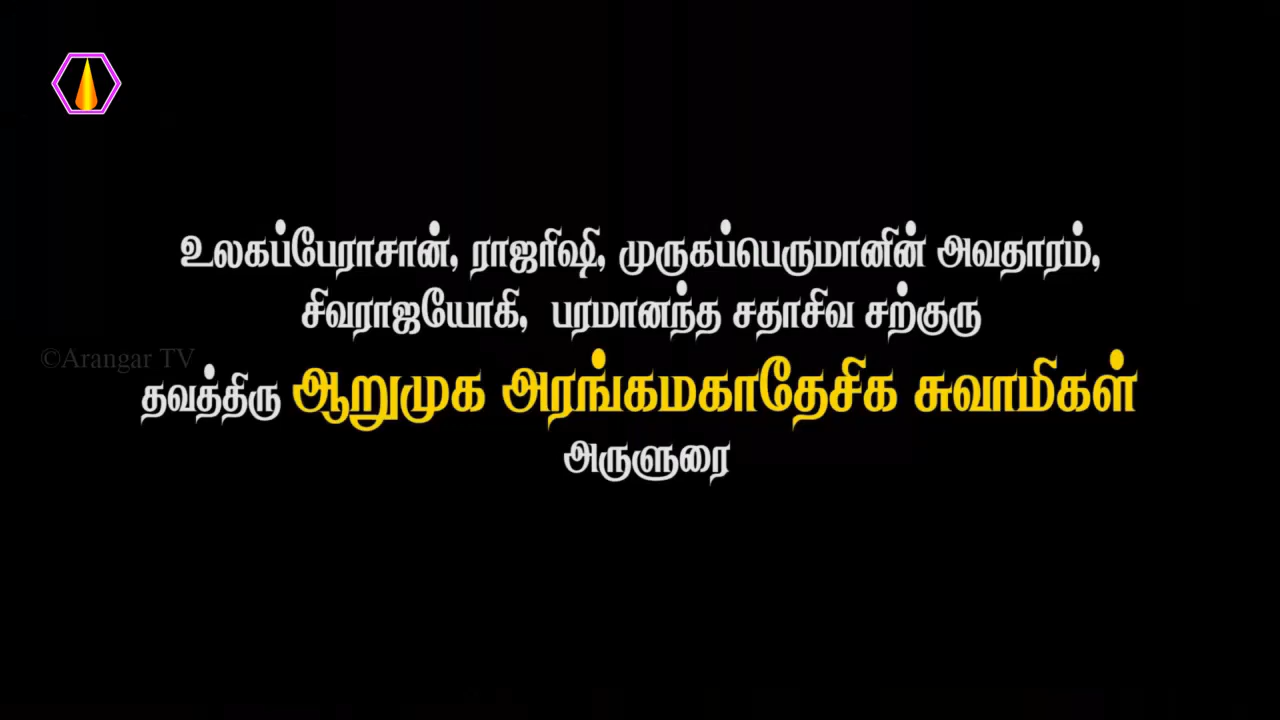 உலகப்பேராசான், ராஜரிஷி, முருகப்பெருமானின் அவதாரம்,
சிவராஜயோகி, பரமானந்த சதாசிவ சற்குரு
©Arangar TV
தவத்திரு ஆறுமுக அரங்கமகாதேசிக சுவாமிகள்
அருளுரை